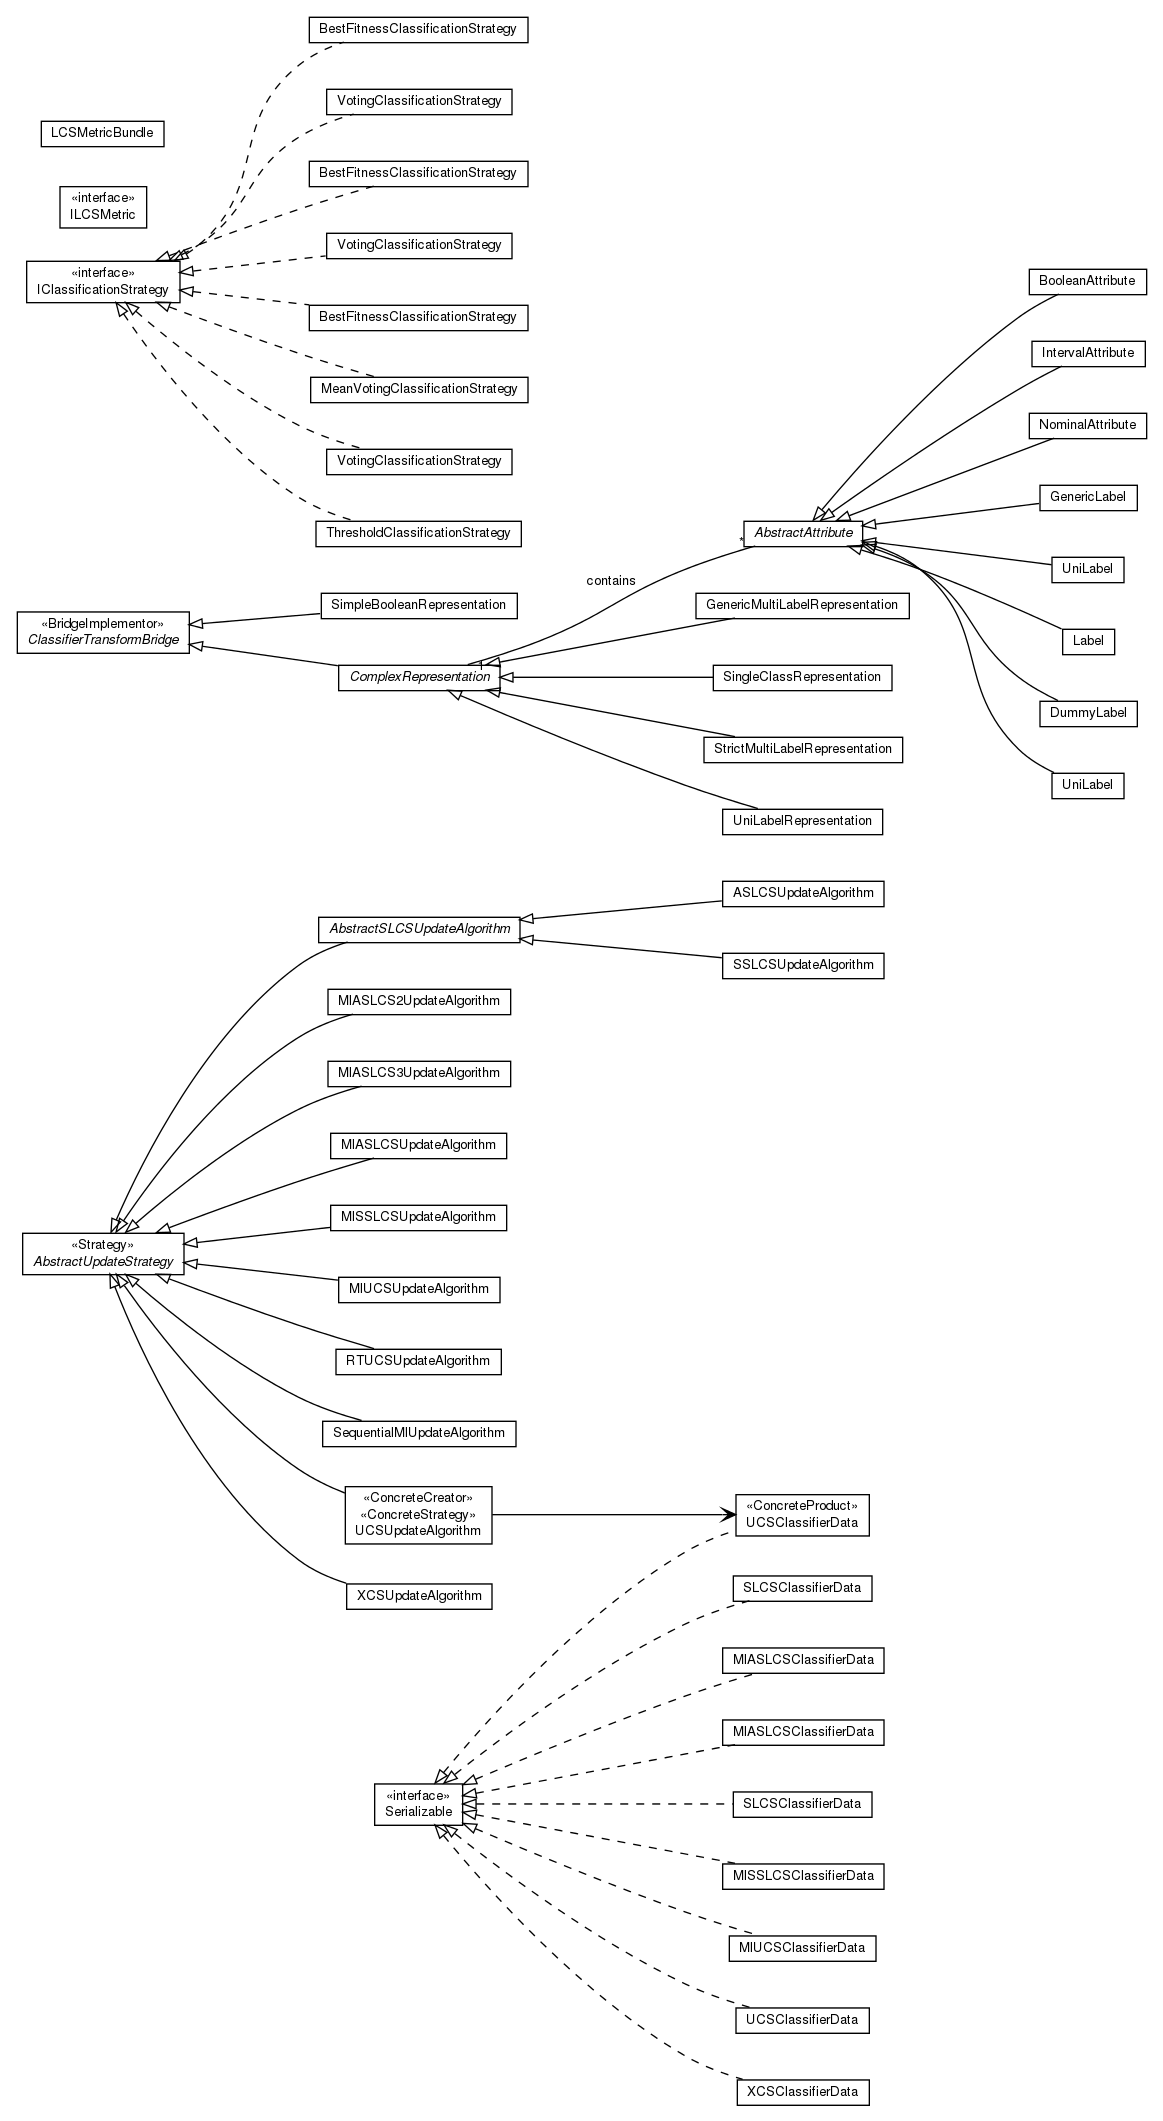 BestFitnessClassificationStrategy
VotingClassificationStrategy
LCSMetricBundle
BestFitnessClassificationStrategy
«interface»
ILCSMetric
VotingClassificationStrategy
«interface»
IClassificationStrategy
BestFitnessClassificationStrategy
MeanVotingClassificationStrategy
VotingClassificationStrategy
ThresholdClassificationStrategy
BooleanAttribute
IntervalAttribute
NominalAttribute
GenericLabel
AbstractAttribute
*
UniLabel
contains
Label
DummyLabel
UniLabel
SimpleBooleanRepresentation
«BridgeImplementor»
ClassifierTransformBridge
GenericMultiLabelRepresentation
1
ComplexRepresentation
SingleClassRepresentation
StrictMultiLabelRepresentation
UniLabelRepresentation
ASLCSUpdateAlgorithm
AbstractSLCSUpdateAlgorithm
SSLCSUpdateAlgorithm
MIASLCS2UpdateAlgorithm
MIASLCS3UpdateAlgorithm
MIASLCSUpdateAlgorithm
MISSLCSUpdateAlgorithm
«Strategy»
AbstractUpdateStrategy
MIUCSUpdateAlgorithm
RTUCSUpdateAlgorithm
SequentialMIUpdateAlgorithm
«ConcreteCreator»
«ConcreteStrategy»
UCSUpdateAlgorithm
«ConcreteProduct»
UCSClassifierData
XCSUpdateAlgorithm
SLCSClassifierData
MIASLCSClassifierData
MIASLCSClassifierData
«interface»
Serializable
SLCSClassifierData
MISSLCSClassifierData
MIUCSClassifierData
UCSClassifierData
XCSClassifierData